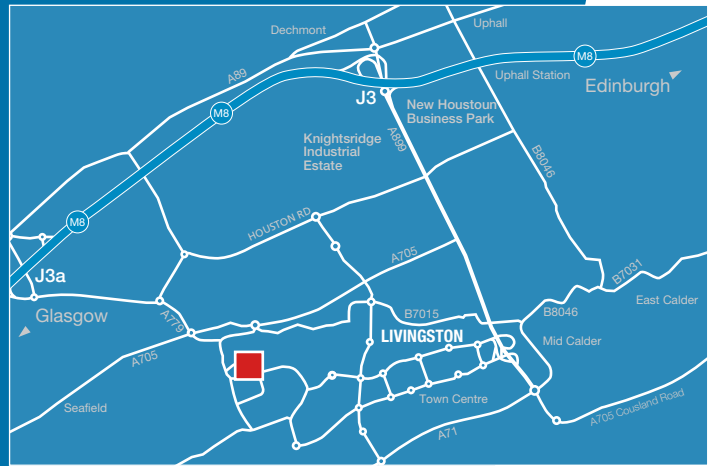 Dechmont
Uphall
A89
M8
Uphall Station
Edinburgh
J3
M8
New Houstoun
Business Park
Knightsridge
Industrial
Estate
A899
B8046
HOUSTON RD
M8
A705
J3a
B7031
East Calder
Glasgow
A779
B7015
B8046
LIVINGSTON
Mid Calder
A705
Seafield
Town Centre
A705 Cousland Road
A71